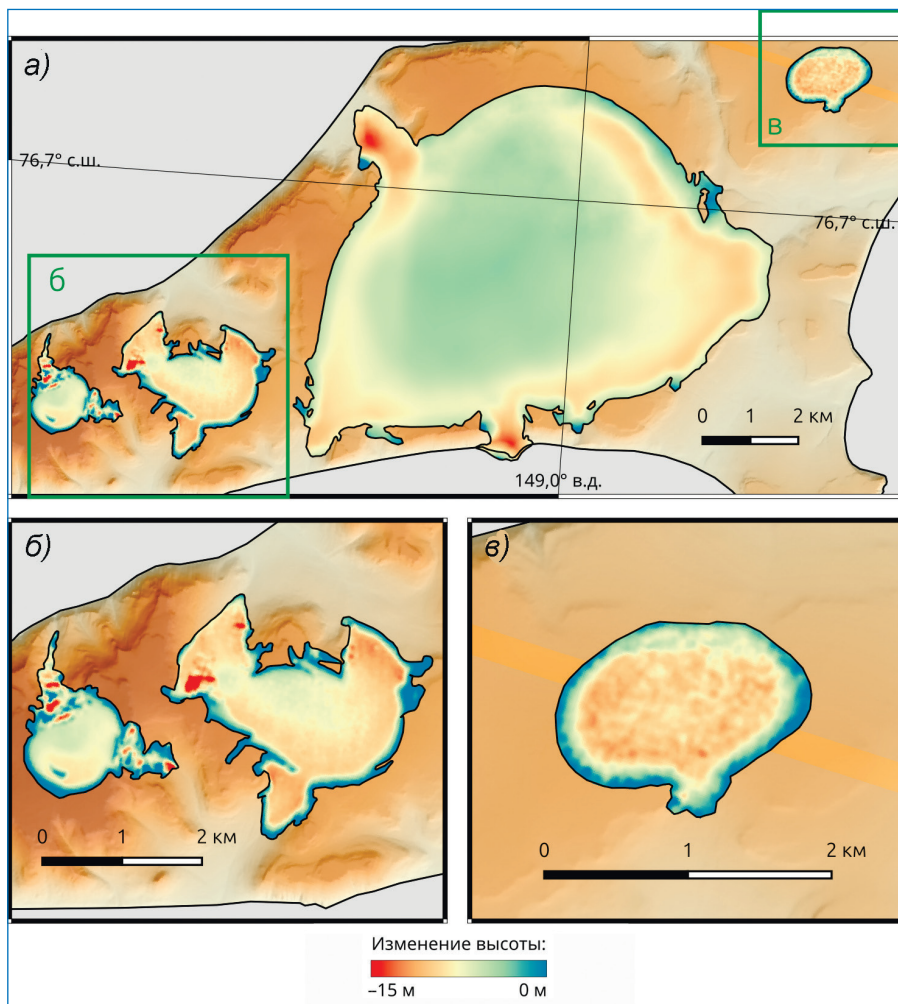 а)
в
76,7° с.ш.
76,7° с.ш.
б
0 1 2 км
149,0° в.д.
б)
в)
0 1 2 км
0 1 2 км
Изменение высоты:
–15 м 0 м